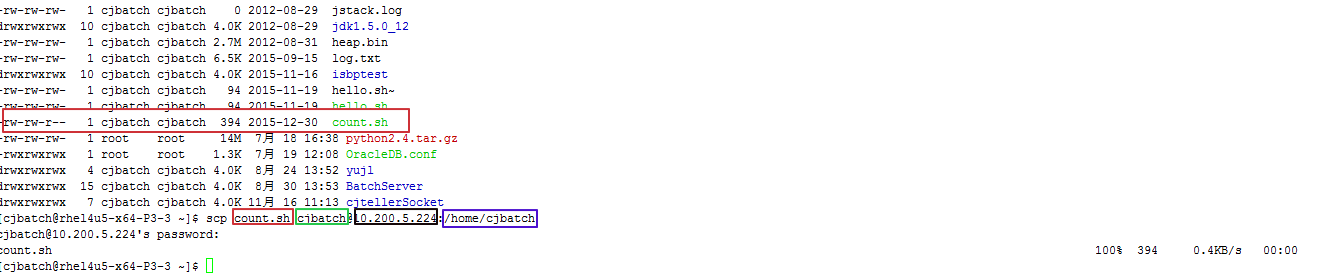 -rw-rw-rw-   1 cjbatch cjbatch    0 2012-08-29  jstack.log
drwxrwxrwx  10 cjbatch cjbatch 4.0K 2012-08-29  jdk1.5.0_12
-rw-rw-rw-   1 cjbatch cjbatch 2.7M 2012-08-31  heap.bin
-rw-rw-rw-   1 cjbatch cjbatch 6.5K 2015-09-15  log.txt
drwxrwxrwx  10 cjbatch cjbatch 4.0K 2015-11-16  isbptest
-rw-rw-rw-   1 cjbatch cjbatch   94 2015-11-19  hello.sh~
-rw-rw-rw-   1 cjbatch cjbatch   94 2015-11-19  hello.sh
-rw-rw-r--   1 cjbatch cjbatch  394 2015-12-30  count.sh
-rw-rw-rw-   1 root    root     14M  7月 18 16:38 python2.4.tar.gz
-rwxrwxrwx   1 root    root    1.3K  7月 19 12:08 OracleDB.conf
drwxrwxrwx   4 cjbatch cjbatch 4.0K  8月 24 13:52 yujl
drwxrwxrwx  15 cjbatch cjbatch 4.0K  8月 30 13:53 BatchServer
drwxrwxrwx   7 cjbatch cjbatch 4.0K 11月 16 11:13 cjtellerSocket
[cjbatch@rhel4u5-x64-P3-3 ~]$ scp count.sh cjbatch@10.200.5.224:/home/cjbatch
cjbatch@10.200.5.224's password:
count.sh 100% 394 0.4KB/s 00:00
[cjbatch@rhel4u5-x64-P3-3 ~]$